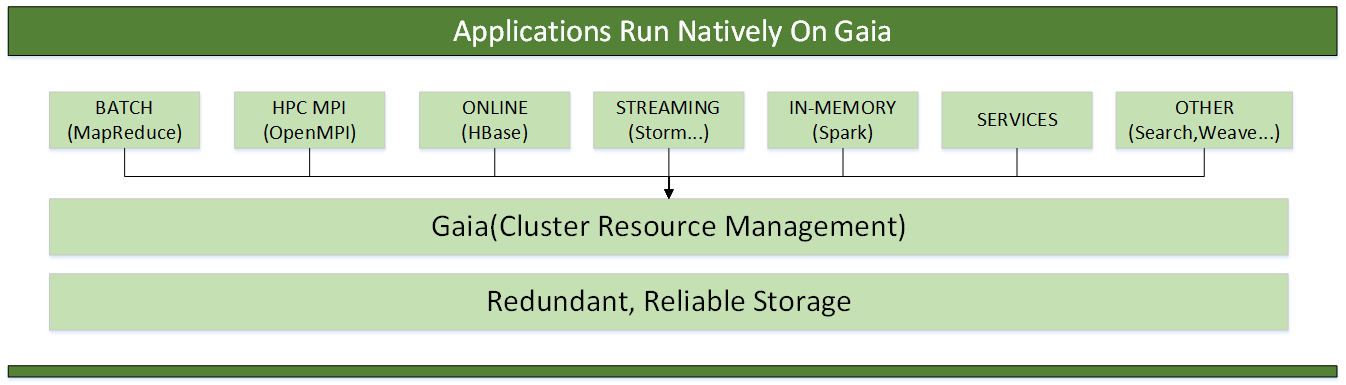 Applications Run Natively On Gaia
BATCH
(MapReduce)
HPC MPI
(OpenMPI)
ONLINE
(HBase)
STREAMING
(Storm...)
IN-MEMORY
(Spark)
SERVICES
OTHER
(Search,Weave...)
Gaia(Cluster Resource Management)
Redundant, Reliable Storage